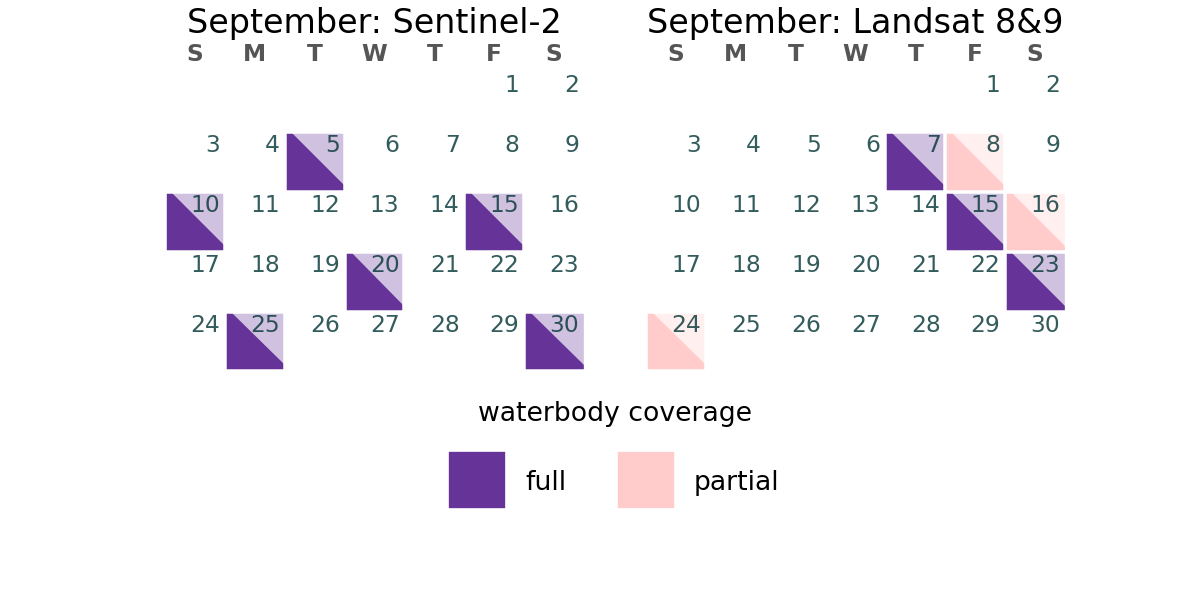 September: Sentinel-2
S M T W T F S
1 2
3 4 5 6 7 8 9
10 11 12 13 14 15 16
17 18 19 20 21 22 23
24 25 26 27 28 29 30
September: Landsat 8&9
S M T W T F S
1 2
3 4 5 6 7 8 9
10 11 12 13 14 15 16
17 18 19 20 21 22 23
24 25 26 27 28 29 30
waterbody coverage
full partial